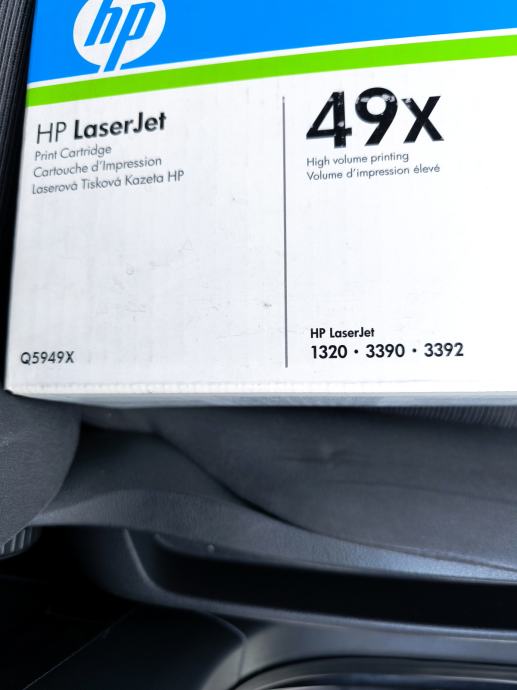 hp
HP LaserJet
Print Cartridge
Cartouche d'Impression
Laserová Tisková Kazeta HP
Q5949X
49X
High volume printing
Volume d'impression élevé
HP LaserJet
1320 • 3390 • 3392